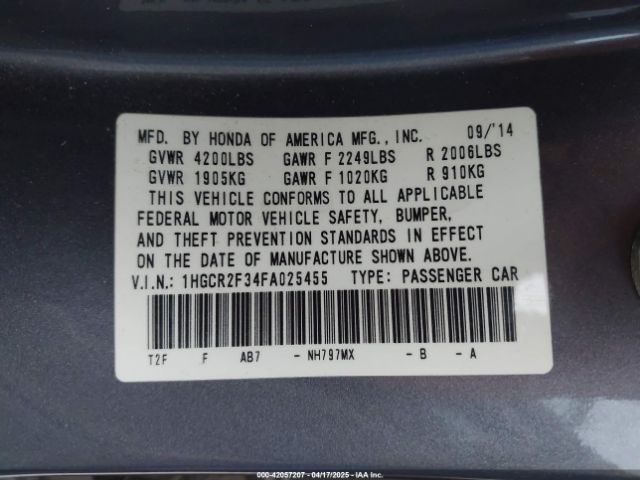 MFD. BY HONDA OF AMERICA MFG., INC. 09/'14
GVWR 4200LBS GAWR F 2249LBS R 2006LBS
GVWR 1905KG GAWR F 1020KG R 910KG
THIS VEHICLE CONFORMS TO ALL APPLICABLE
FEDERAL MOTOR VEHICLE SAFETY, BUMPER,
AND THEFT PREVENTION STANDARDS IN EFFECT
ON THE DATE OF MANUFACTURE SHOWN ABOVE.
V.I.N.: 1HGCR2F34FA025455 TYPE: PASSENGER CAR
T2F F AB7 - NH797MX - B - A
000-42057207 - 04/17/2025 - IAA Inc.